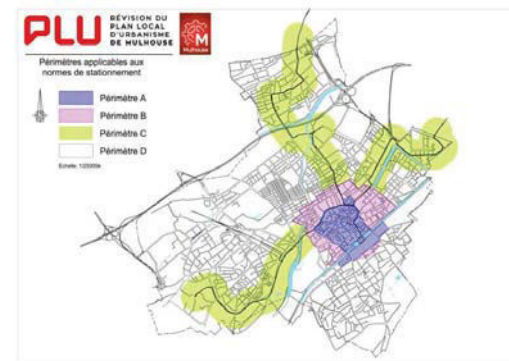 PLU
RÉVISION DU
PLAN LOCAL
D'URBANISME
DE MULHOUSE
M
Mulhouse
Périmètres applicables aux
normes de stationnement
Périmètre A
Périmètre B
Périmètre C
Périmètre D